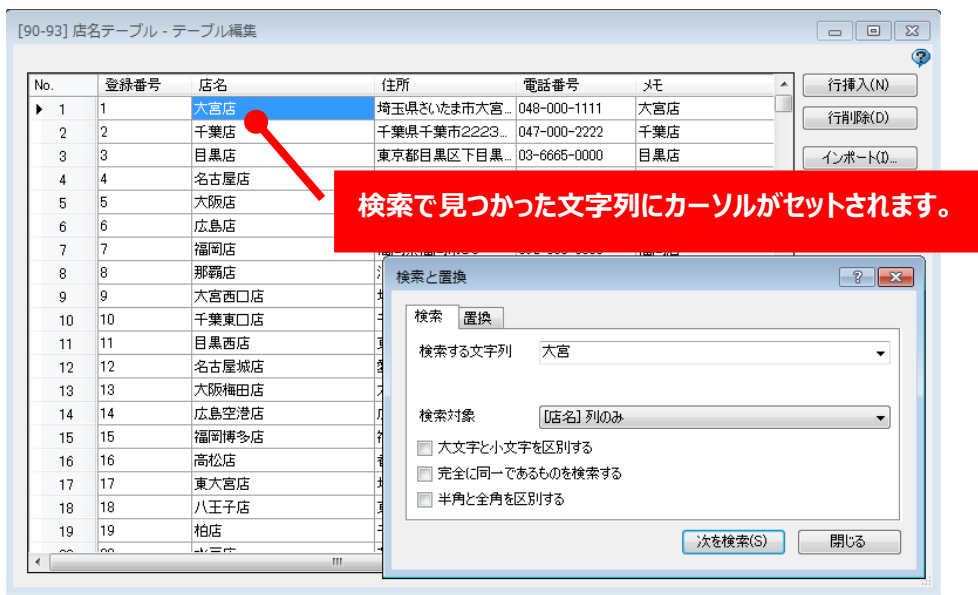 [90-93] 店名テーブル - テーブル編集
No. 登録番号 店名 住所 電話番号 メモ
行挿入(N)
1 1 大宮店 埼玉県さいたま市大宮... 048-000-1111 大宮店
行削除(D)
2 2 千葉店 千葉県千葉市2223... 047-000-2222 千葉店
3 3 目黒店 東京都目黒区下目黒... 03-6665-0000 目黒店
インポート(I)...
4 4 名古屋店
検索で見つかった文字列にカーソルがセットされます。
5 5 大阪店
6 6 広島店
7 7 福岡店
8 8 那覇店
検索と置換
9 9 大宮西口店
検索 置換
10 10 千葉東口店
11 11 目黒西店
検索する文字列 大宮
12 12 名古屋城店
13 13 大阪梅田店
14 14 広島空港店
検索対象 [店名] 列のみ
15 15 福岡博多店
大文字と小文字を区別する
16 16 高松店
完全に同一であるものを検索する
17 17 東大宮店
半角と全角を区別する
18 18 八王子店
19 19 柏店
次を検索(S) 閉じる